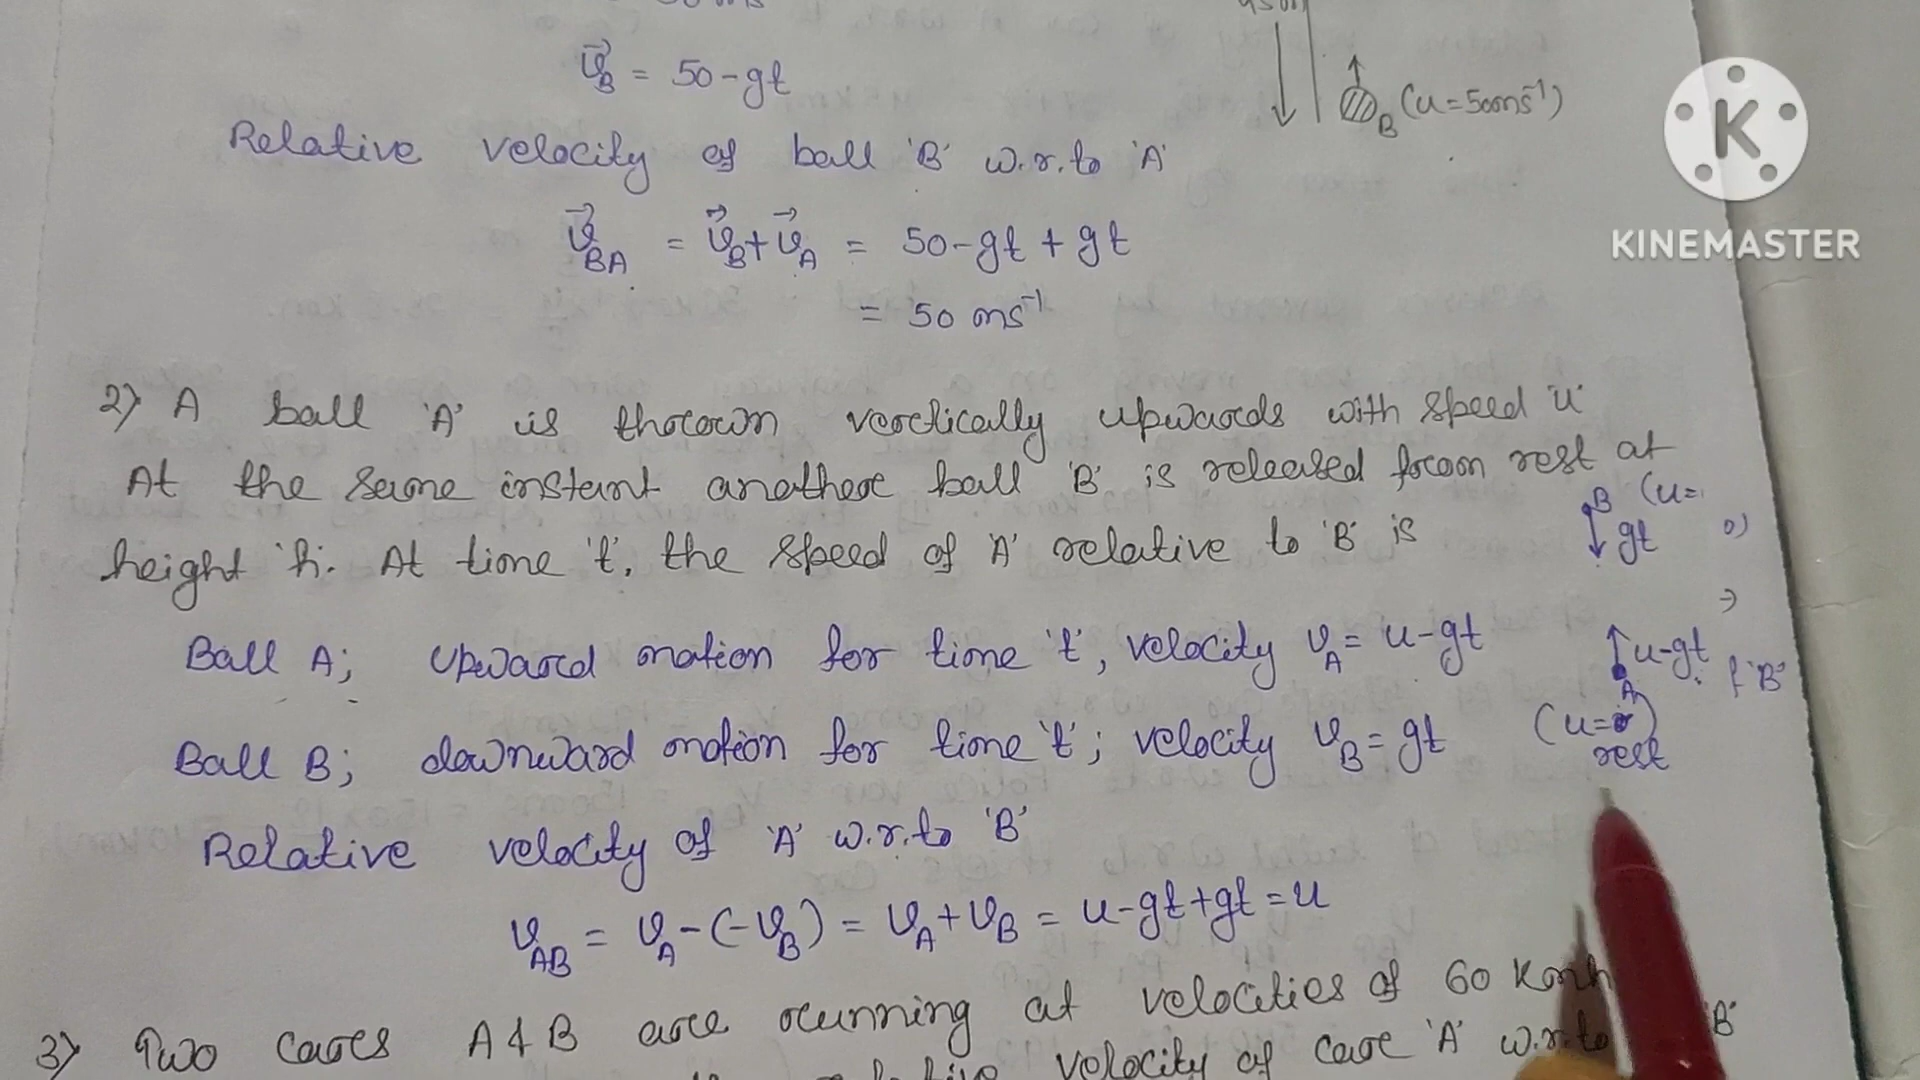 v⃗B = 50-gt
B (u=50ms⁻¹)
Relative velocity of ball 'B' w.r.to 'A'
v⃗BA = v⃗B + v⃗A = 50-gt + gt
= 50 ms⁻¹
2) A ball 'A' is thrown vertically upwards with speed 'u'
At the same instant another ball 'B' is released from rest at
height 'h. At time 't', the speed of 'A' relative to 'B' is
B (u=
gt
0)
Ball A; upward motion for time 't', velocity vA = u-gt
u-gt
A
f 'B'
Ball B; downward motion for time 't'; velocity vB = gt
(u= )
rest
Relative velocity of 'A' w.r.to 'B'
vAB = vA-(-vB) = vA+vB = u-gt+gt = u
3) Two cars A & B are running at velocities of 60 Kmh
velocity of car 'A' w.r.to 'B'
KINEMASTER
K